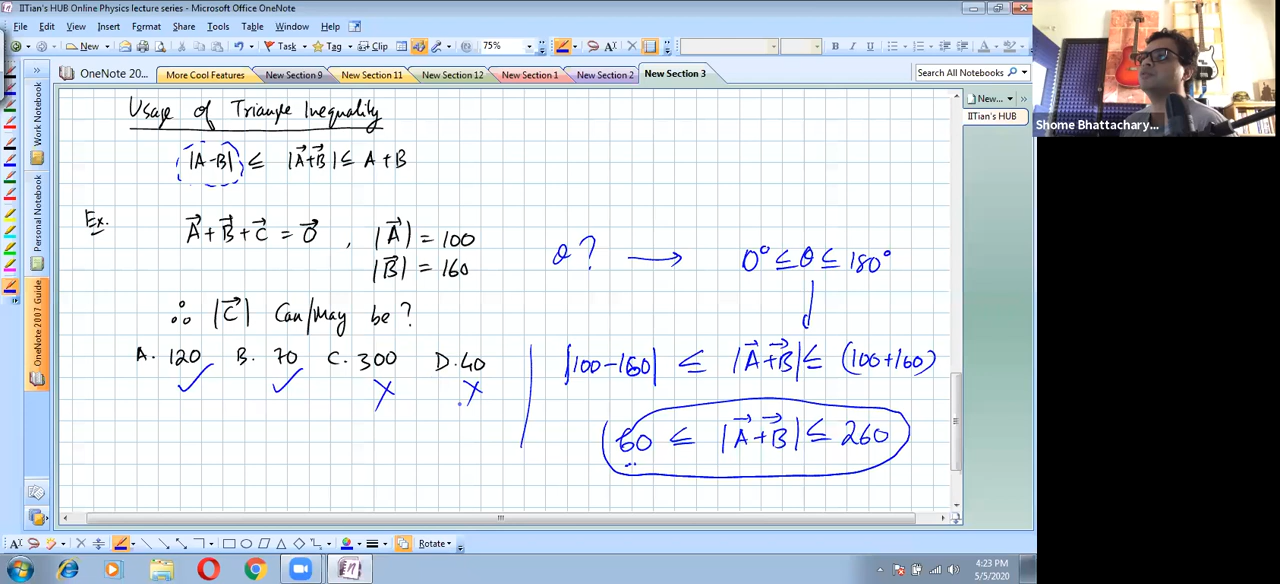 IITian's HUB Online Physics lecture series - Microsoft Office OneNote
File Edit View Insert Format Share Tools Table Window Help
New Task Tag Clip 75% B I U
OneNote 20... More Cool Features New Section 9 New Section 11 New Section 12 New Section 1 New Section 2 New Section 3 Search All Notebooks
New...
IITian's HUB
Work Notebook
Personal Notebook
OneNote 2007 Guide
Shome Bhattachary...
Usage of Triangle Inequality
|A-B| ≤ |A⃗+B⃗| ≤ A + B
Ex. A⃗+B⃗+C⃗ = 0⃗ , |A⃗| = 100
|B⃗| = 160
θ? → 0° ≤ θ ≤ 180°
∴ |C⃗| Can/May be ?
A. 120 ✓ B. 70 ✓ C. 300 ✗ D. 40 ✗
|100-160| ≤ |A⃗+B⃗| ≤ (100+160)
60 ≤ |A⃗+B⃗| ≤ 260
Rotate
4:23 PM
5/5/2020